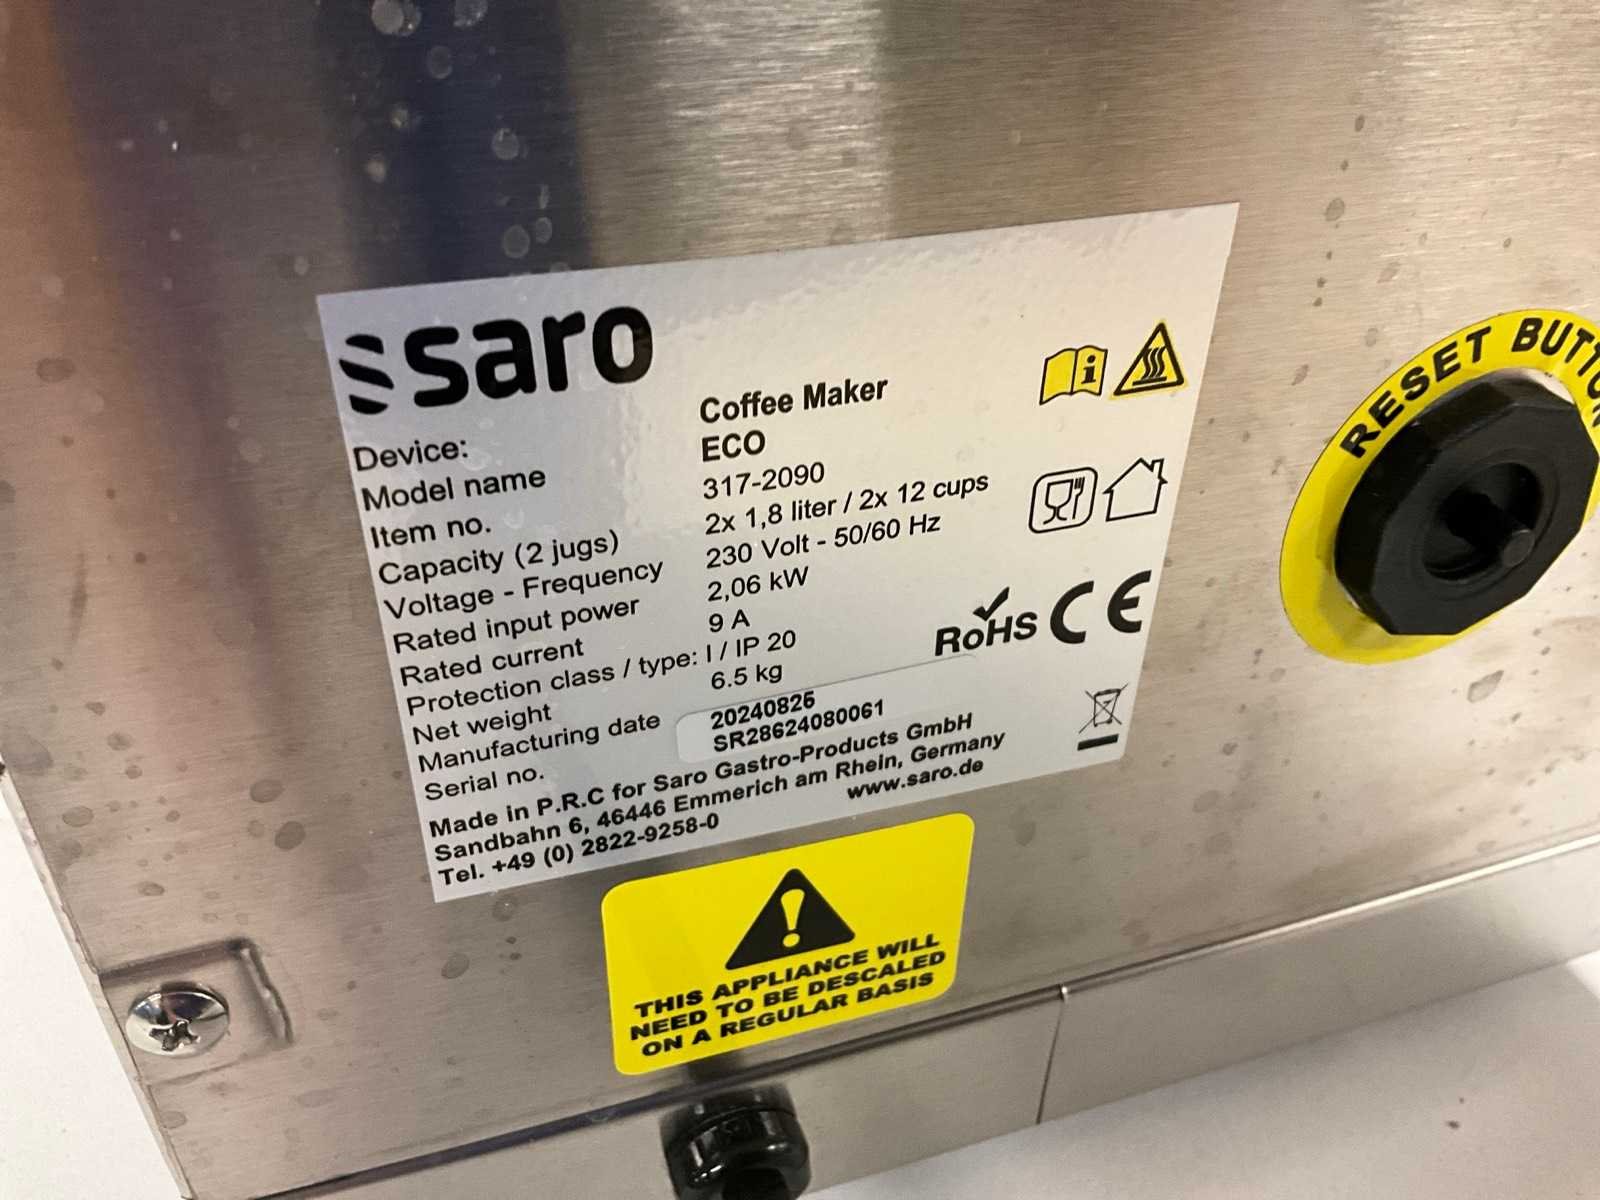 saro
Device: Coffee Maker
Model name ECO
Item no. 317-2090
Capacity (2 jugs) 2x 1,8 liter / 2x 12 cups
Voltage - Frequency 230 Volt - 50/60 Hz
Rated input power 2,06 kW
Rated current 9 A
Protection class / type: I / IP 20
Net weight 6.5 kg
Manufacturing date 20240826
Serial no. SR28624080061
Made in P.R.C for Saro Gastro-Products GmbH
Sandbahn 6, 46446 Emmerich am Rhein, Germany
Tel. +49 (0) 2822-9258-0 www.saro.de
RoHS CE
RESET BUTTON
THIS APPLIANCE WILL
NEED TO BE DESCALED
ON A REGULAR BASIS